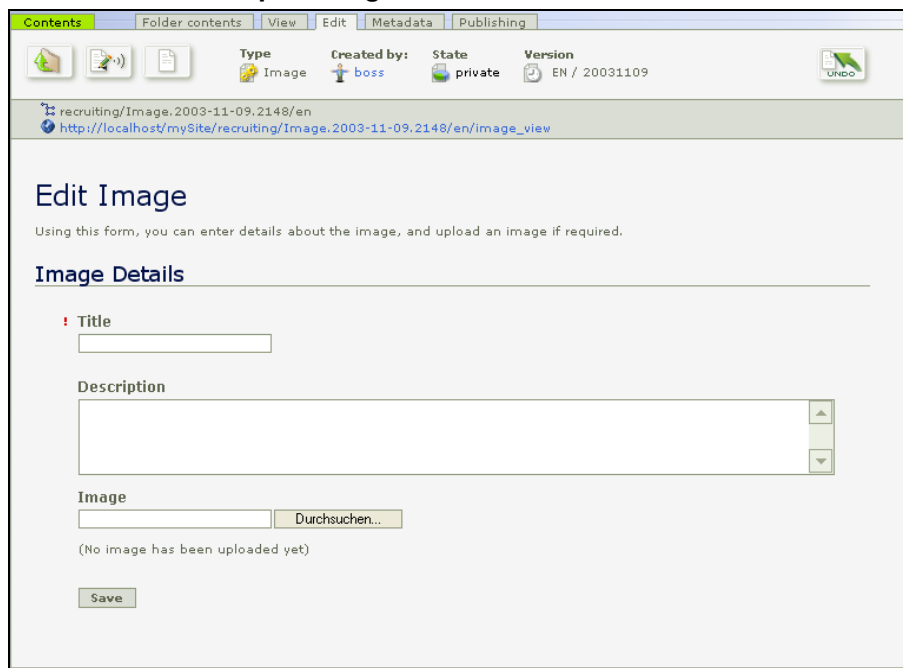 Contents Folder contents View Edit Metadata Publishing
Type Created by: State Version
Image boss private EN / 20031109
UNDO
recruiting/Image.2003-11-09.2148/en
http://localhost/mySite/recruiting/Image.2003-11-09.2148/en/image_view
Edit Image
Using this form, you can enter details about the image, and upload an image if required.
Image Details
! Title
Description
Image
Durchsuchen...
(No image has been uploaded yet)
Save